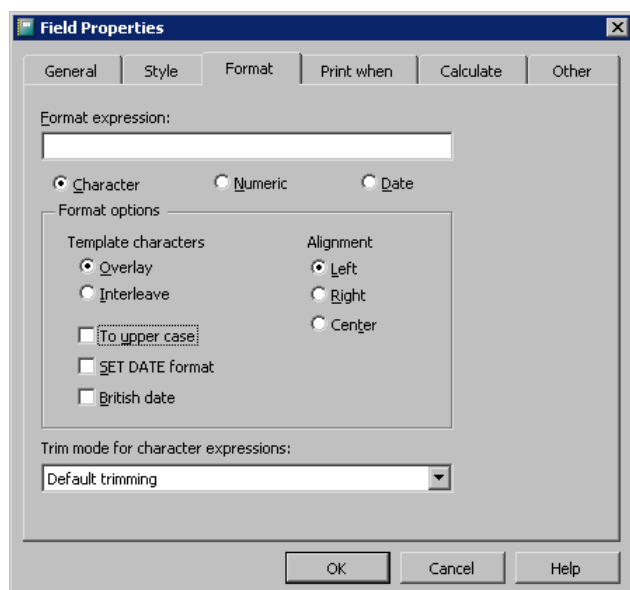 Field Properties
General Style Format Print when Calculate Other
Format expression:
Character Numeric Date
Format options
Template characters Alignment
Overlay Left
Interleave Right
Center
To upper case
SET DATE format
British date
Trim mode for character expressions:
Default trimming
OK Cancel Help